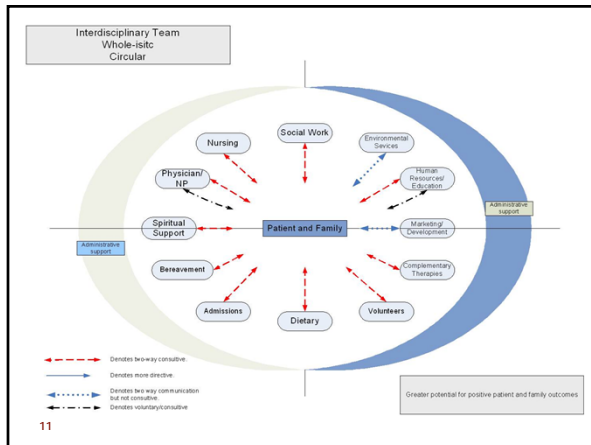 Interdisciplinary Team
Whole-isitc
Circular
Social Work
Nursing
Environmental
Sevices
Physician/
NP
Human
Resources/
Education
Administrative
support
Spiritual
Support
Patient and Family
Marketing/
Development
Administrative
support
Bereavement
Complementary
Therapies
Admissions
Dietary
Volunteers
Denotes two-way consultive.
Denotes more directive.
Denotes two way communication
but not consultive.
Denotes voluntary/consultive
Greater potential for positive patient and family outcomes
11